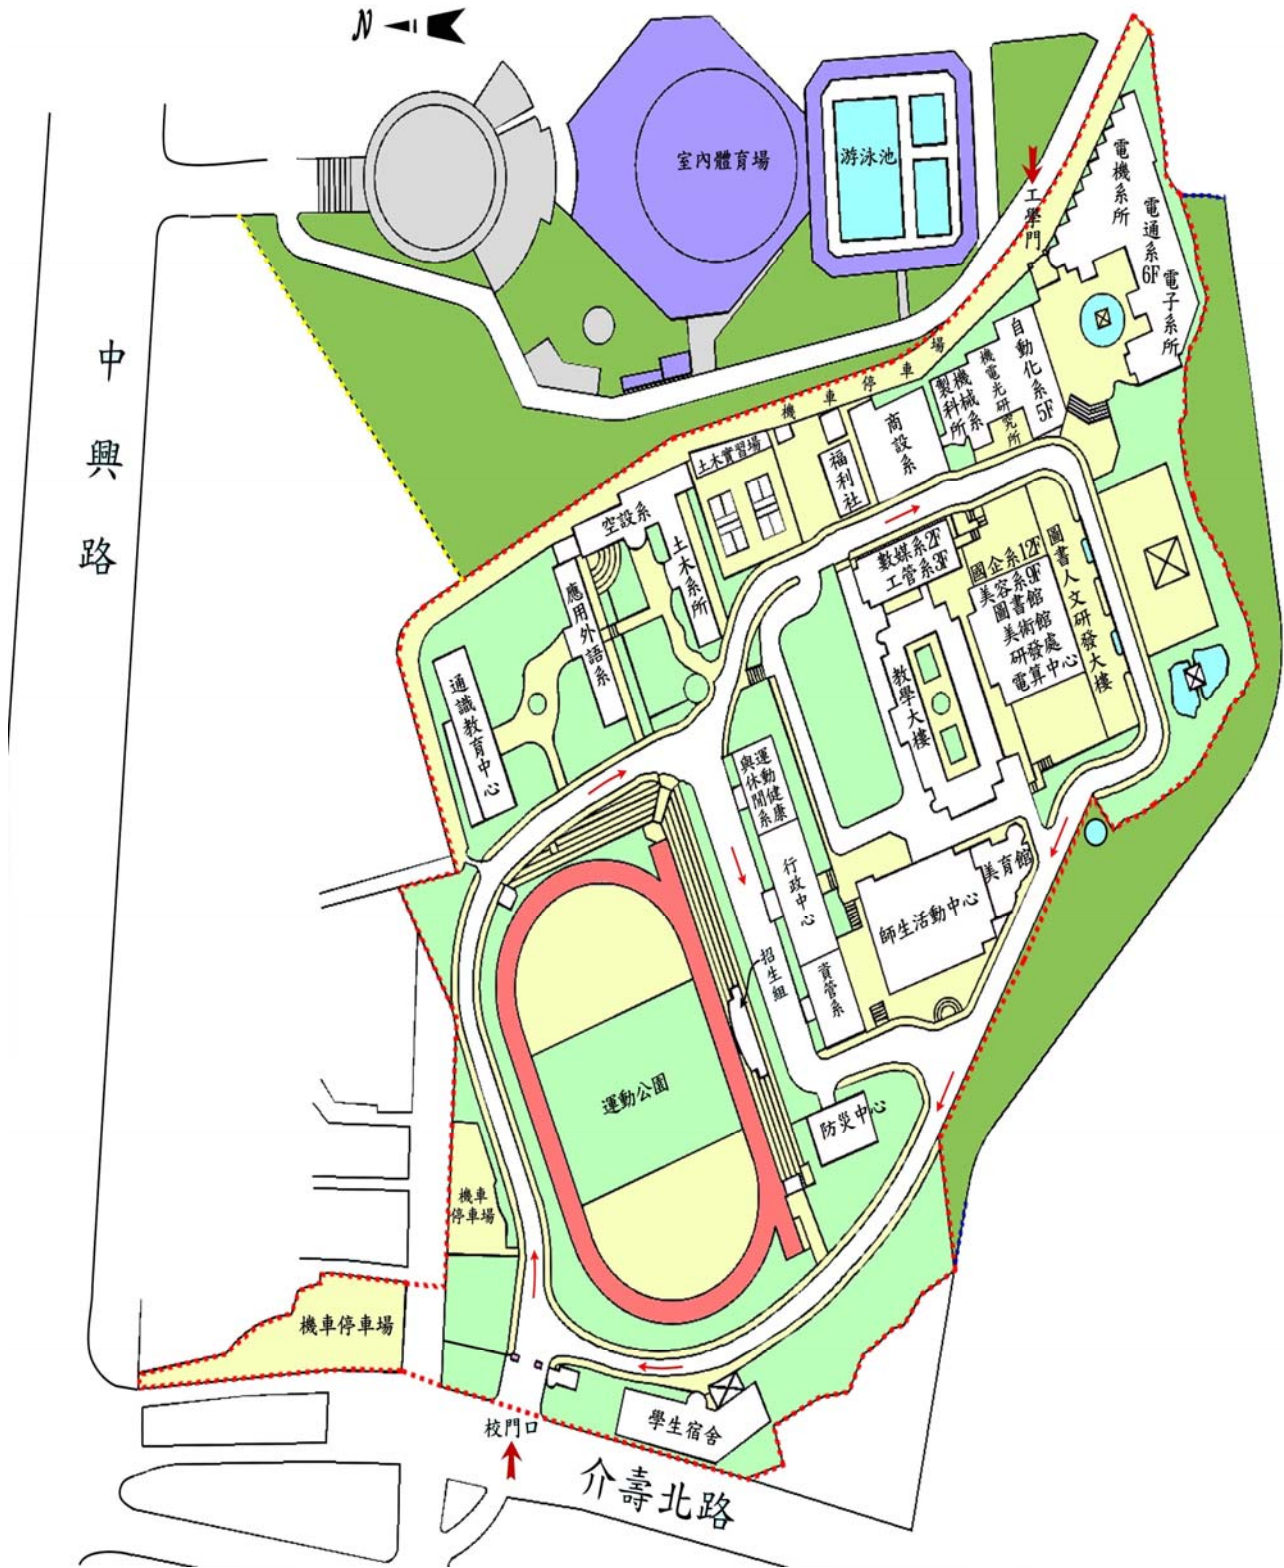 N
室內體育場
游泳池
工學門
電機系所
電通系
6F
電子系所
中興路
機車停車場
自動化系
5F
機電光研究所
機械系
製科所
商設系
福利社
土木實習場
空設系
土木系所
應用外語系
通識教育中心
數媒系2F
工管系3F
國企系12F
美容系9F
圖書館
美術館
研發處
電算中心
圖書人文研發大樓
教學大樓
運動健康
與休閒系
行政中心
資管系
招生組
師生活動中心
美育館
運動公園
防災中心
機車
停車場
機車停車場
校門口
學生宿舍
介壽北路